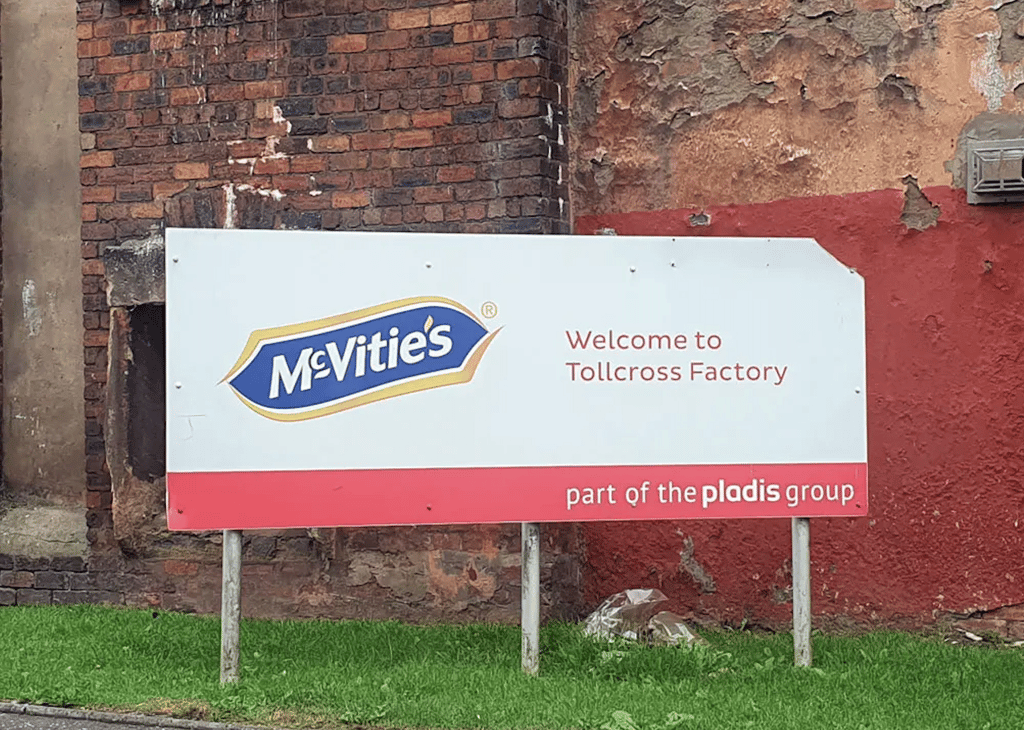 McVitie's ®
Welcome to
Tollcross Factory
part of the pladis group